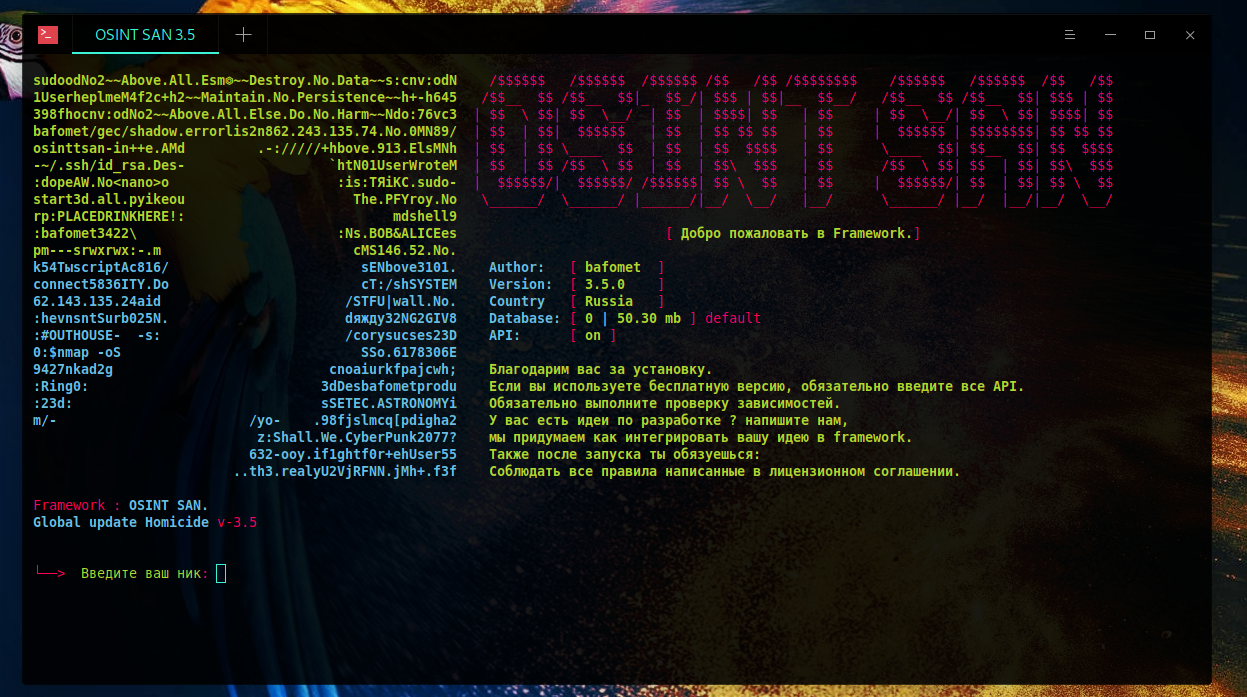 OSINT SAN 3.5
sudoodNo2~~Above.All.Esm©~~Destroy.No.Data~~s:cnv:odN
1UserheplmeM4f2c+h2~~Maintain.No.Persistence~~h+-h645
398fhocnv:odNo2~~Above.All.Else.Do.No.Harm~~Ndo:76vc3
bafomet/gec/shadow.errorlis2n862.243.135.74.No.0MN89/
osinttsan-in++e.AMd .-://///+hbove.913.ElsMNh
-~/.ssh/id_rsa.Des- `htN01UserWroteM
:dopeAW.No<nano>o :is:TЯiKC.sudo-
start3d.all.pyikeou The.PFYroy.No
rp:PLACEDRINKHERE!: mdshell9
:bafomet3422\ :Ns.BOB&ALICEes
pm---srwxrwx:-.m cMS146.52.No.
k54TыscriptAc816/ sENbove3101.
connect5836ITY.Do cT:/shSYSTEM
62.143.135.24aid /STFU|wall.No.
:hevnsntSurb025N. dяжду32NG2GIV8
:#OUTHOUSE- -s: /corysucses23D
0:$nmap -oS SSo.6178306E
9427nkad2g cnoaiurkfpajcwh;
:Ring0: 3dDesbafometprodu
:23d: sSETEC.ASTRONOMYi
m/- /yo- .98fjslmcq[pdigha2
z:Shall.We.CyberPunk2077?
632-ooy.if1ghtf0r+ehUser55
..th3.realyU2VjRFNN.jMh+.f3f
OSINT SAN
[ Добро пожаловать в Framework.]
Author: [ bafomet ]
Version: [ 3.5.0 ]
Country [ Russia ]
Database: [ 0 | 50.30 mb ] default
API: [ on ]
Благодарим вас за установку.
Если вы используете бесплатную версию, обязательно введите все API.
Обязательно выполните проверку зависимостей.
У вас есть идеи по разработке ? напишите нам,
мы придумаем как интегрировать вашу идею в framework.
Также после запуска ты обязуешься:
Соблюдать все правила написанные в лицензионном соглашении.
Framework : OSINT SAN.
Global update Homicide v-3.5
└──> Введите ваш ник: